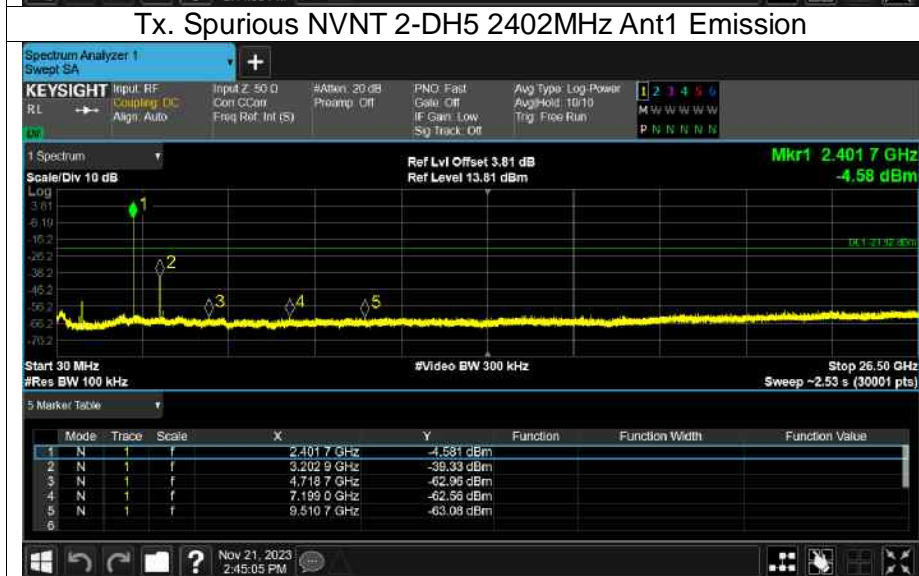 Tx. Spurious NVNT 2-DH5 2402MHz Ant1 Emission
Spectrum Analyzer 1
Swept SA
+
KEYSIGHT Input: RF Input Z: 50 Ω #Atten: 20 dB PNO: Fast Avg Type: Log-Power 1 2 3 4 5 6
RL Coupling: DC Corr CCorr Preamp: Off Gate: Off Avg|Hold: 10/10 M W W W W W
Align: Auto Freq Ref: Int (S) IF Gain: Low Trig: Free Run
Sig Track: Off P N N N N N
1 Spectrum Ref Lvl Offset 3.81 dB Mkr1 2.401 7 GHz
Scale/Div 10 dB Ref Level 13.81 dBm -4.58 dBm
Log
3.81 1
-6.19
-16.2 DL1 -21.92 dBm
-26.2 2
-36.2
-46.2
-56.2 3 4 5
-66.2
-76.2
Start 30 MHz #Video BW 300 kHz Stop 26.50 GHz
#Res BW 100 kHz Sweep ~2.53 s (30001 pts)
5 Marker Table
Mode Trace Scale X Y Function Function Width Function Value
1 N 1 f 2.401 7 GHz -4.581 dBm
2 N 1 f 3.202 9 GHz -39.33 dBm
3 N 1 f 4.718 7 GHz -62.96 dBm
4 N 1 f 7.199 0 GHz -62.56 dBm
5 N 1 f 9.510 7 GHz -63.08 dBm
6
? Nov 21, 2023
2:45:05 PM